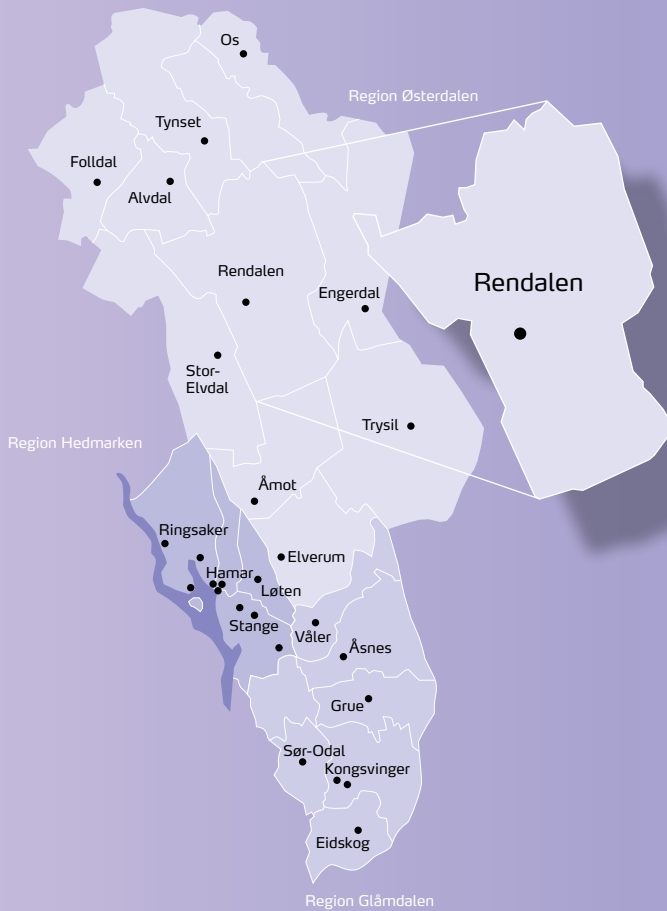 Os
Region Østerdalen
Tynset
Folldal
Alvdal
Rendalen
Rendalen
Engerdal
Stor-
Elvdal
Trysil
Region Hedmarken
Åmot
Ringsaker
Elverum
Hamar
Løten
Stange
Våler
Åsnes
Grue
Sør-Odal
Kongsvinger
Eidskog
Region Glåmdalen